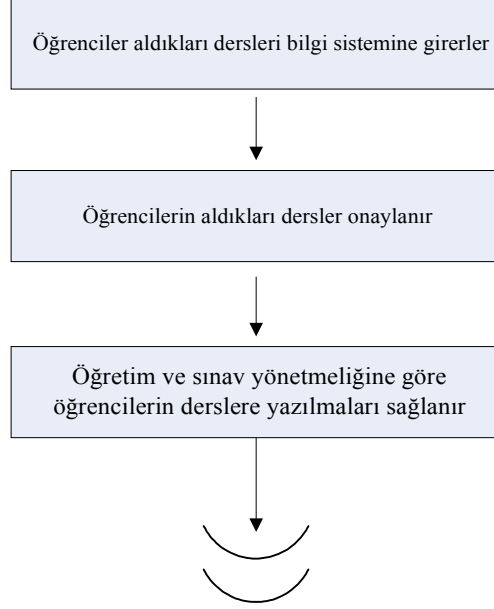 Öğrenciler aldıkları dersleri bilgi sistemine girerler
Öğrencilerin aldıkları dersler onaylanır
Öğretim ve sınav yönetmeliğine göre
öğrencilerin derslere yazılmaları sağlanır